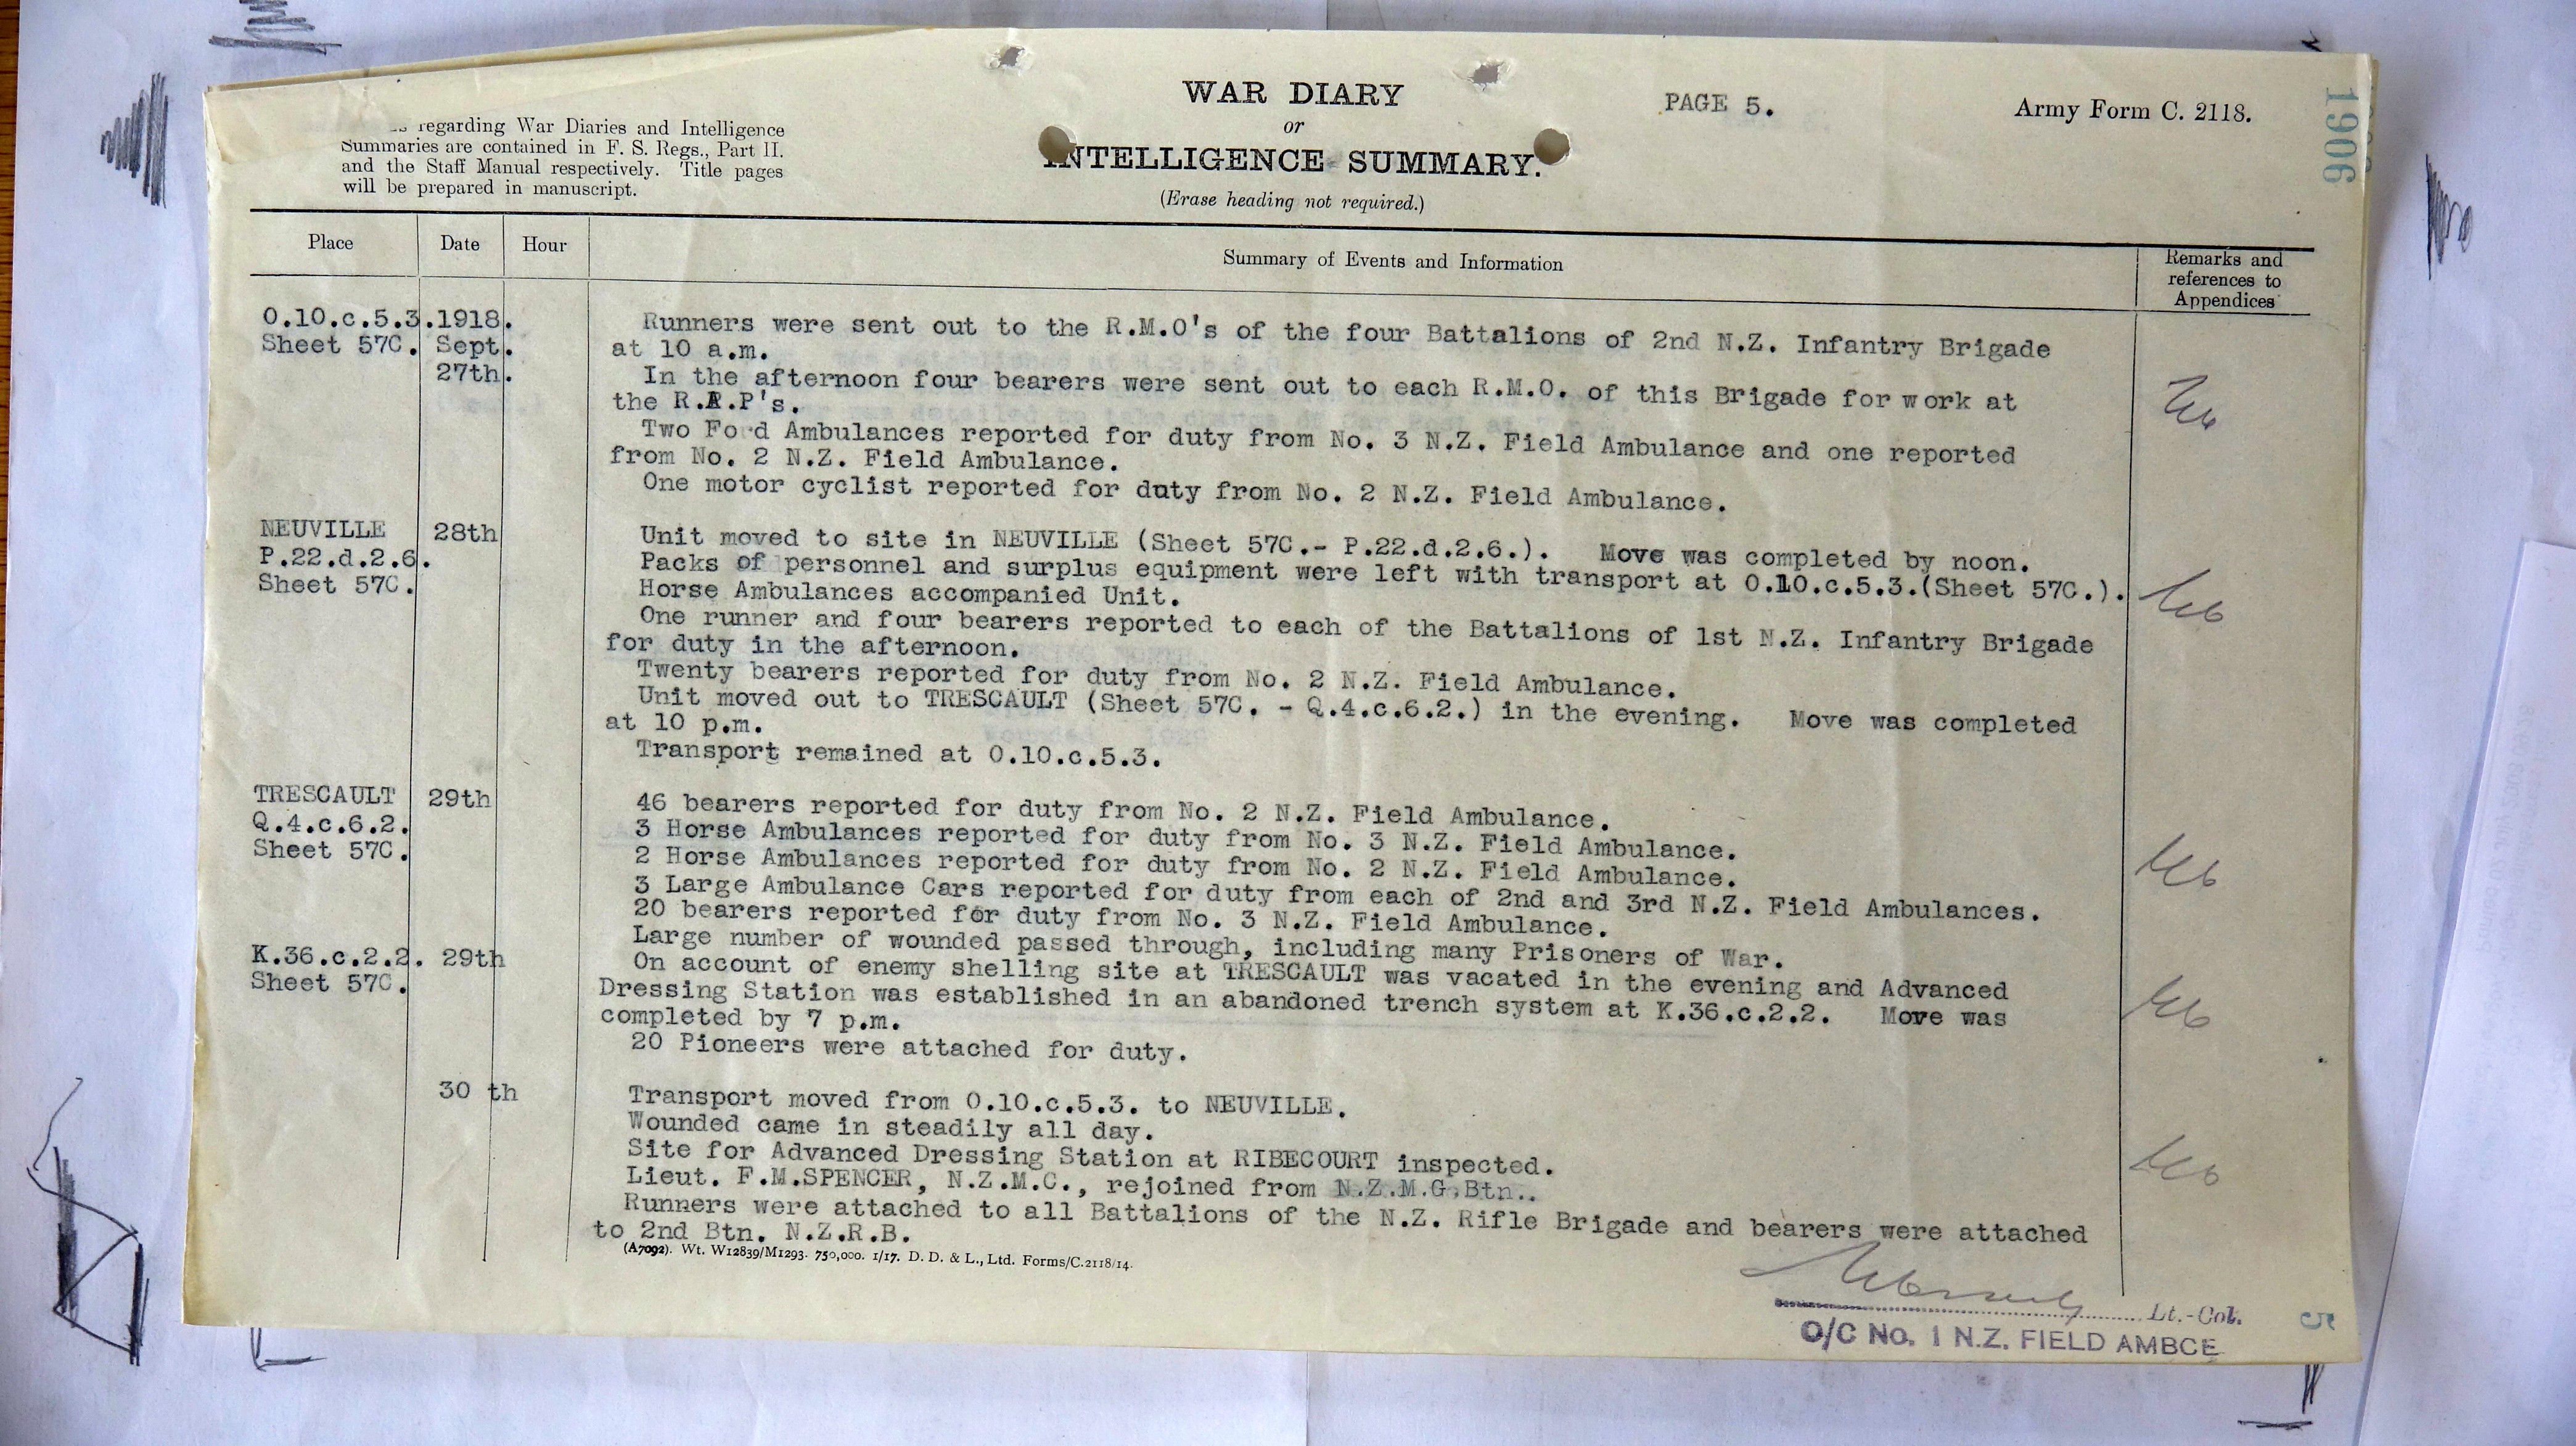 WAR DIARY
or
INTELLIGENCE SUMMARY.
(Erase heading not required.)
PAGE 5.
Army Form C. 2118.
1906
regarding War Diaries and Intelligence
Summaries are contained in F. S. Regs., Part II.
and the Staff Manual respectively. Title pages
will be prepared in manuscript.
Place Date Hour Summary of Events and Information Remarks and references to Appendices
O.10.c.5.3. 1918.
Sheet 57C. Sept.
27th.
Runners were sent out to the R.M.O's of the four Battalions of 2nd N.Z. Infantry Brigade
at 10 a.m.
In the afternoon four bearers were sent out to each R.M.O. of this Brigade for work at
the R.A.P's.
Two Ford Ambulances reported for duty from No. 3 N.Z. Field Ambulance and one reported
from No. 2 N.Z. Field Ambulance.
One motor cyclist reported for duty from No. 2 N.Z. Field Ambulance.
NEUVILLE 28th
P.22.d.2.6.
Sheet 57C.
Unit moved to site in NEUVILLE (Sheet 57C.- P.22.d.2.6.). Move was completed by noon.
Packs of personnel and surplus equipment were left with transport at O.10.c.5.3.(Sheet 57C.).
Horse Ambulances accompanied Unit.
One runner and four bearers reported to each of the Battalions of 1st N.Z. Infantry Brigade
for duty in the afternoon.
Twenty bearers reported for duty from No. 2 N.Z. Field Ambulance.
Unit moved out to TRESCAULT (Sheet 57C. - Q.4.c.6.2.) in the evening. Move was completed
at 10 p.m.
Transport remained at O.10.c.5.3.
TRESCAULT 29th
Q.4.c.6.2.
Sheet 57C.
46 bearers reported for duty from No. 2 N.Z. Field Ambulance.
3 Horse Ambulances reported for duty from No. 3 N.Z. Field Ambulance.
2 Horse Ambulances reported for duty from No. 2 N.Z. Field Ambulance.
3 Large Ambulance Cars reported for duty from each of 2nd and 3rd N.Z. Field Ambulances.
20 bearers reported for duty from No. 3 N.Z. Field Ambulance.
Large number of wounded passed through, including many Prisoners of War.
K.36.c.2.2. 29th
Sheet 57C.
On account of enemy shelling site at TRESCAULT was vacated in the evening and Advanced
Dressing Station was established in an abandoned trench system at K.36.c.2.2. Move was
completed by 7 p.m.
20 Pioneers were attached for duty.
30 th
Transport moved from O.10.c.5.3. to NEUVILLE.
Wounded came in steadily all day.
Site for Advanced Dressing Station at RIBECOURT inspected.
Lieut. F.M.SPENCER, N.Z.M.C., rejoined from N.Z.M.G.Btn..
Runners were attached to all Battalions of the N.Z. Rifle Brigade and bearers were attached
to 2nd Btn. N.Z.R.B.
(A7092). Wt. W12839/M1293. 750,000. 1/17. D. D. & L., Ltd. Forms/C.2118/14.
Lt.-Col.
O/C No. 1 N.Z. FIELD AMBCE
5